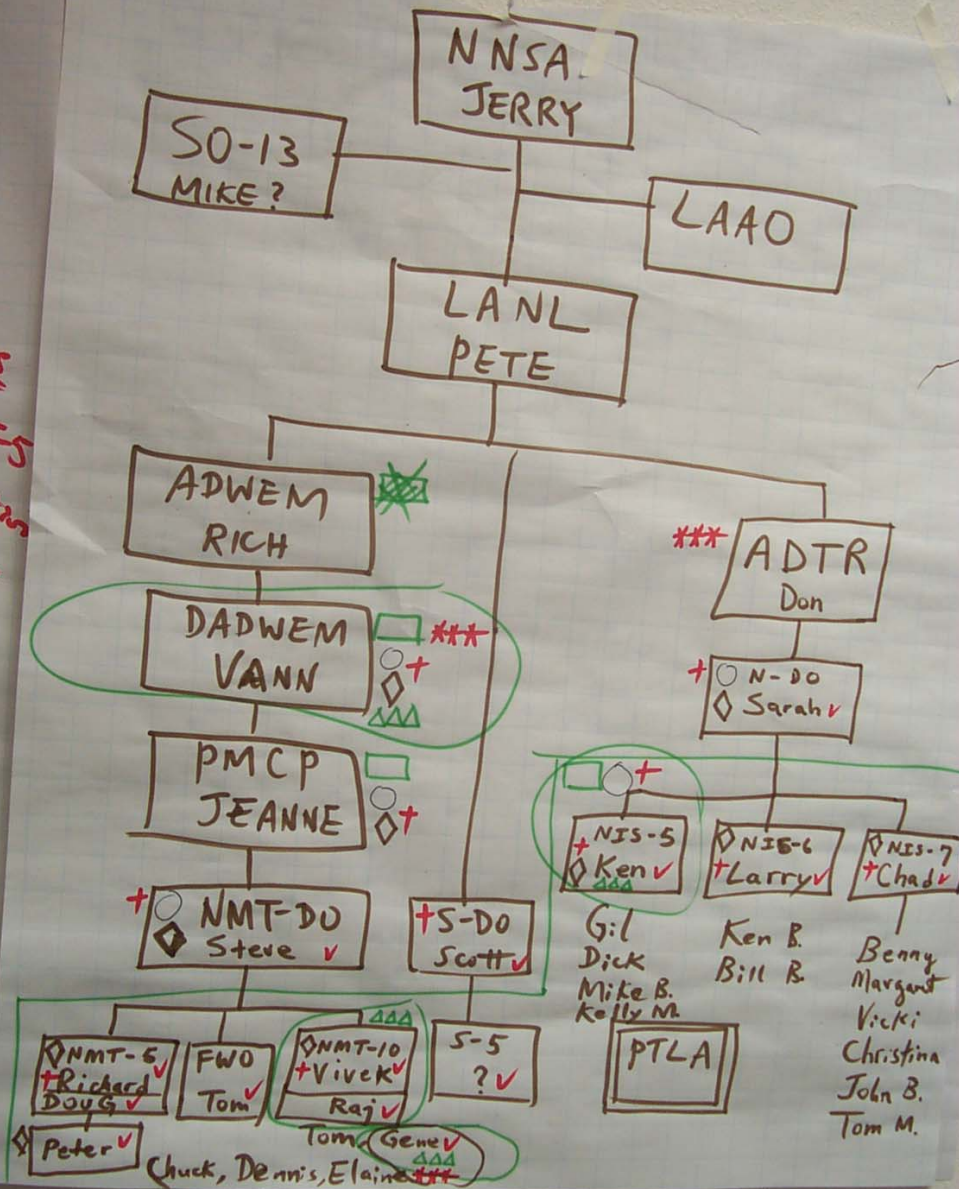 NNSA
JERRY
SO-13
MIKE?
LAAO
LANL
PETE
ADWEM
RICH
***
ADTR
Don
DADWEM
VANN
***
+
+
N-DO
Sarah ✓
PMCP
JEANNE
+
+
NIS-5
+
Ken ✓
NIS-6
+Larry ✓
NIS-7
+Chad ✓
+
NMT-DO
Steve ✓
+S-DO
Scott ✓
Gil
Dick
Mike B.
Kelly M.
Ken B.
Bill B.
Benny
Margant
Vicki
Christina
John B.
Tom M.
NMT-5 ✓
+Richard
DOUG ✓
Peter ✓
FWO
Tom ✓
NMT-10
+Vivek ✓
Raj ✓
S-5
? ✓
PTLA
Tom, Gene ✓
Chuck, Dennis, Elaine ***